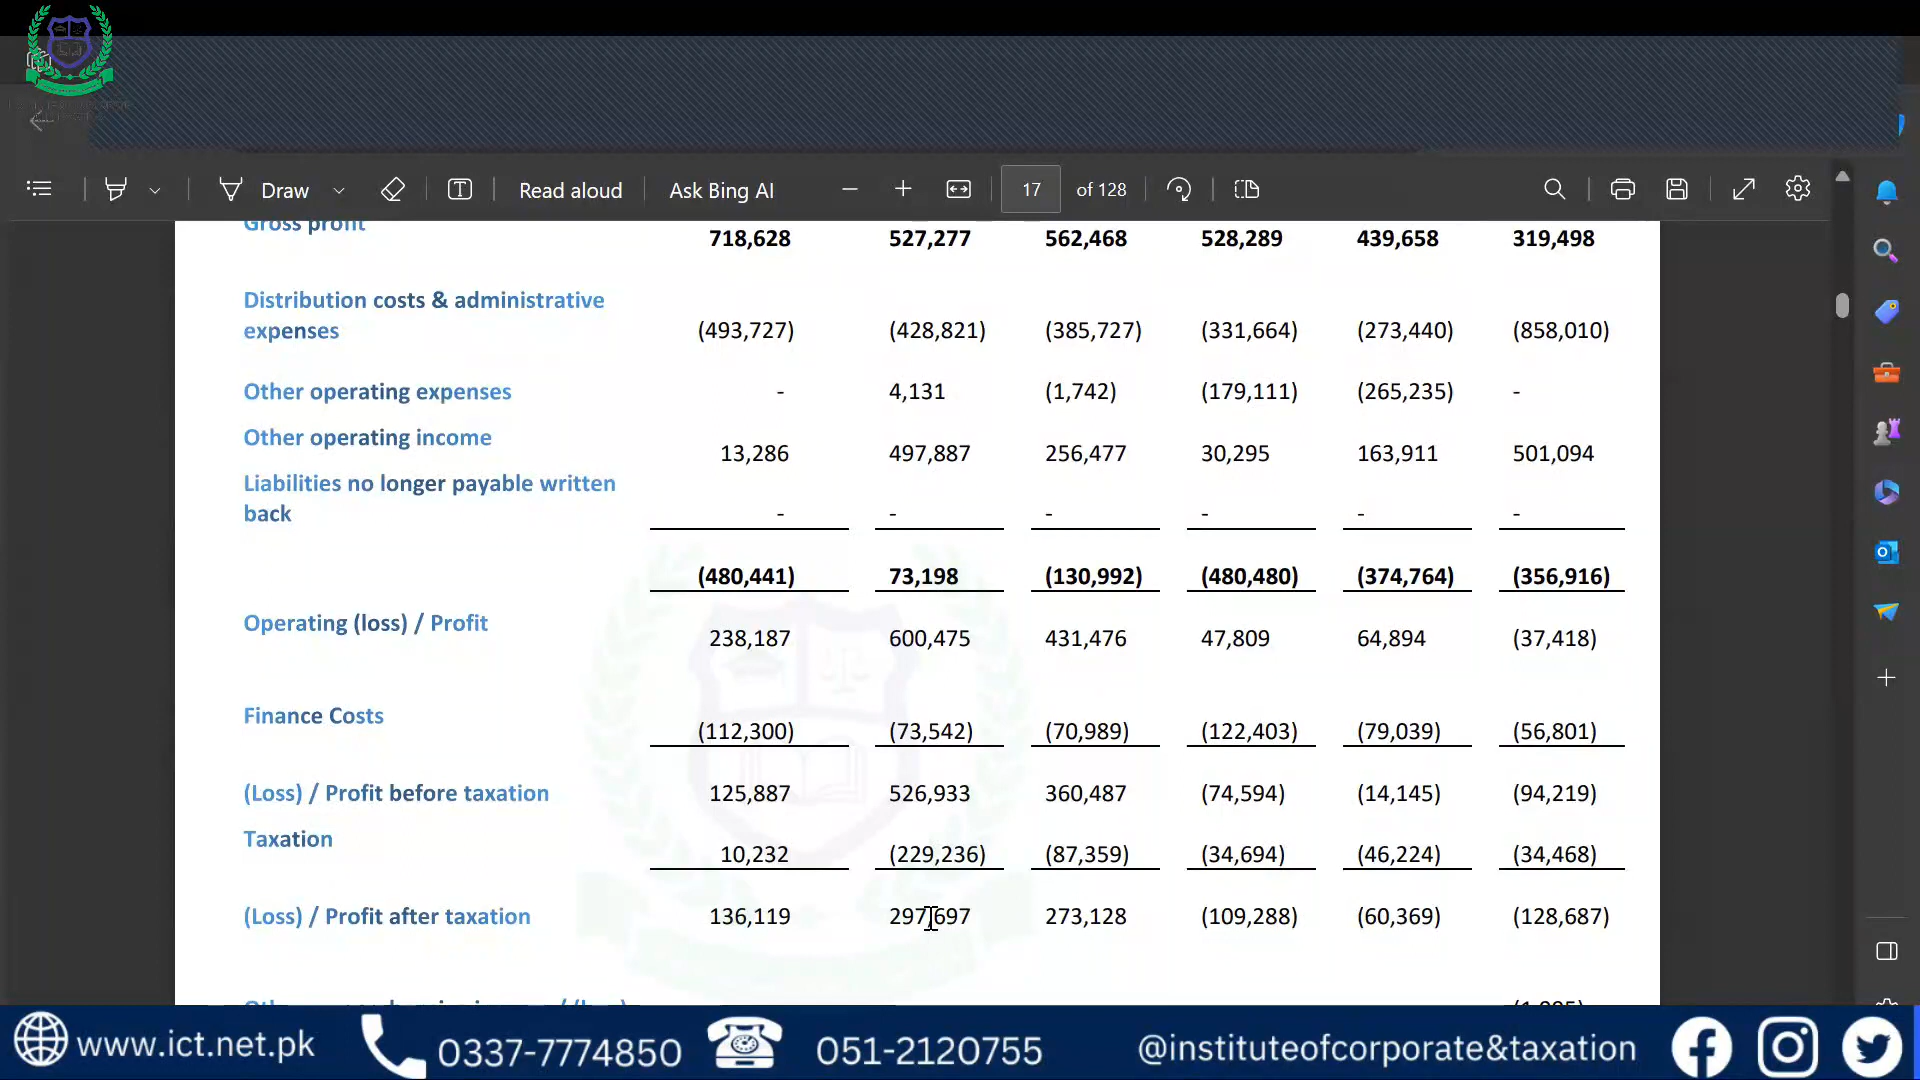 Draw
Read aloud
Ask Bing AI
17
of 128
Gross profit
718,628 527,277 562,468 528,289 439,658 319,498
Distribution costs & administrative
expenses (493,727) (428,821) (385,727) (331,664) (273,440) (858,010)
Other operating expenses - 4,131 (1,742) (179,111) (265,235) -
Other operating income
13,286 497,887 256,477 30,295 163,911 501,094
Liabilities no longer payable written
back - - - - - -
(480,441) 73,198 (130,992) (480,480) (374,764) (356,916)
Operating (loss) / Profit
238,187 600,475 431,476 47,809 64,894 (37,418)
Finance Costs
(112,300) (73,542) (70,989) (122,403) (79,039) (56,801)
(Loss) / Profit before taxation 125,887 526,933 360,487 (74,594) (14,145) (94,219)
Taxation
10,232 (229,236) (87,359) (34,694) (46,224) (34,468)
(Loss) / Profit after taxation 136,119 297,697 273,128 (109,288) (60,369) (128,687)
www.ict.net.pk 0337-7774850 051-2120755 @instituteofcorporate&taxation